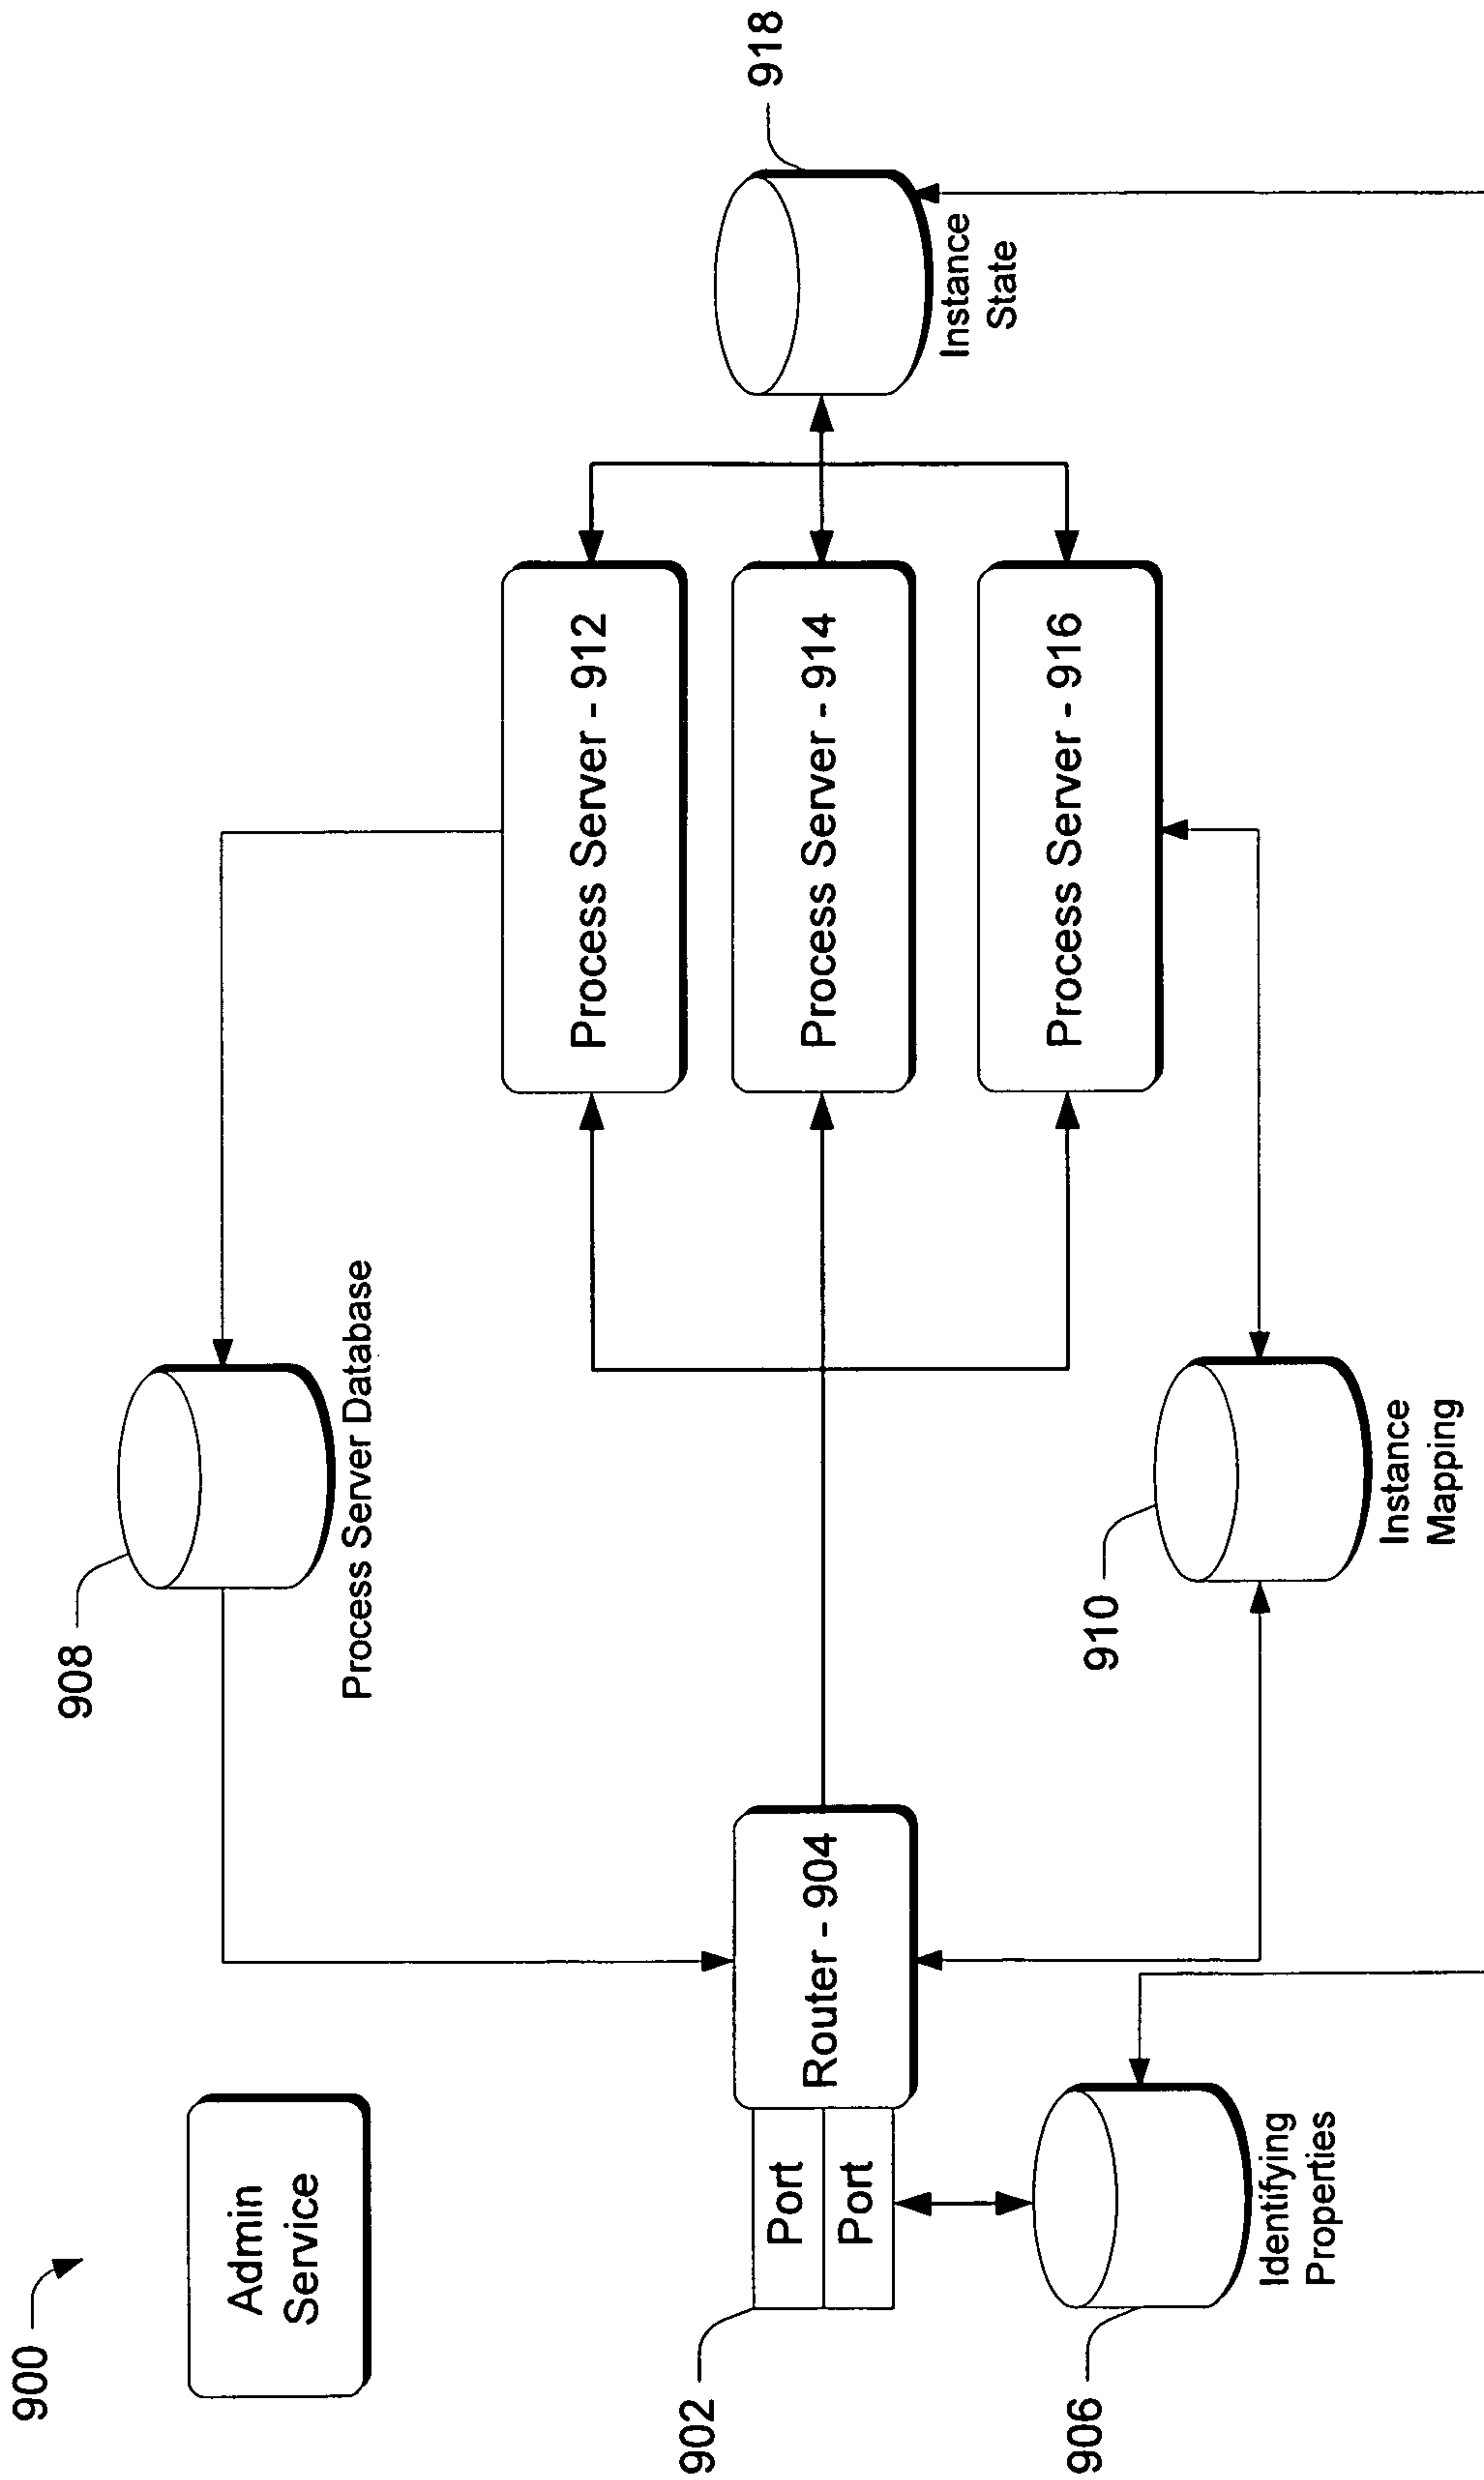 900
Admin
Service
908
Process Server Database
918
Instance
State
Process Server - 912
Process Server - 914
Process Server - 916
902
Port
Port
Router - 904
906
Identifying
Properties
910
Instance
Mapping